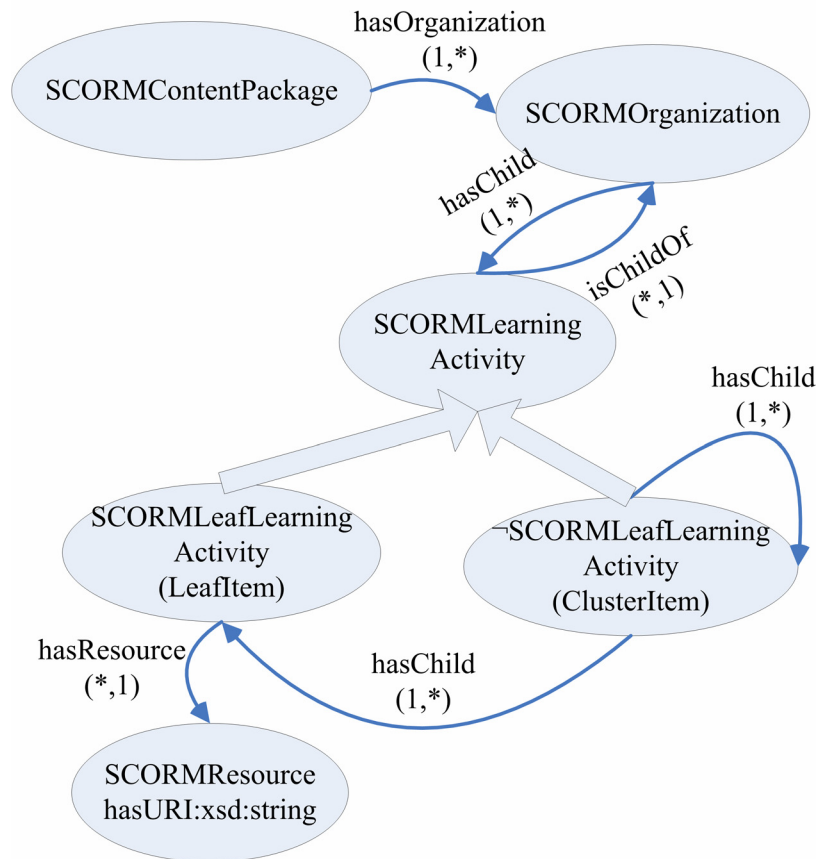 hasOrganization
(1,*)
SCORMContentPackage
SCORMOrganization
hasChild
(1,*)
isChildOf
(*,1)
SCORMLearning
Activity
hasChild
(1,*)
SCORMLeafLearning
Activity
(LeafItem)
¬SCORMLeafLearning
Activity
(ClusterItem)
hasResource
(*,1)
hasChild
(1,*)
SCORMResource
hasURI:xsd:string